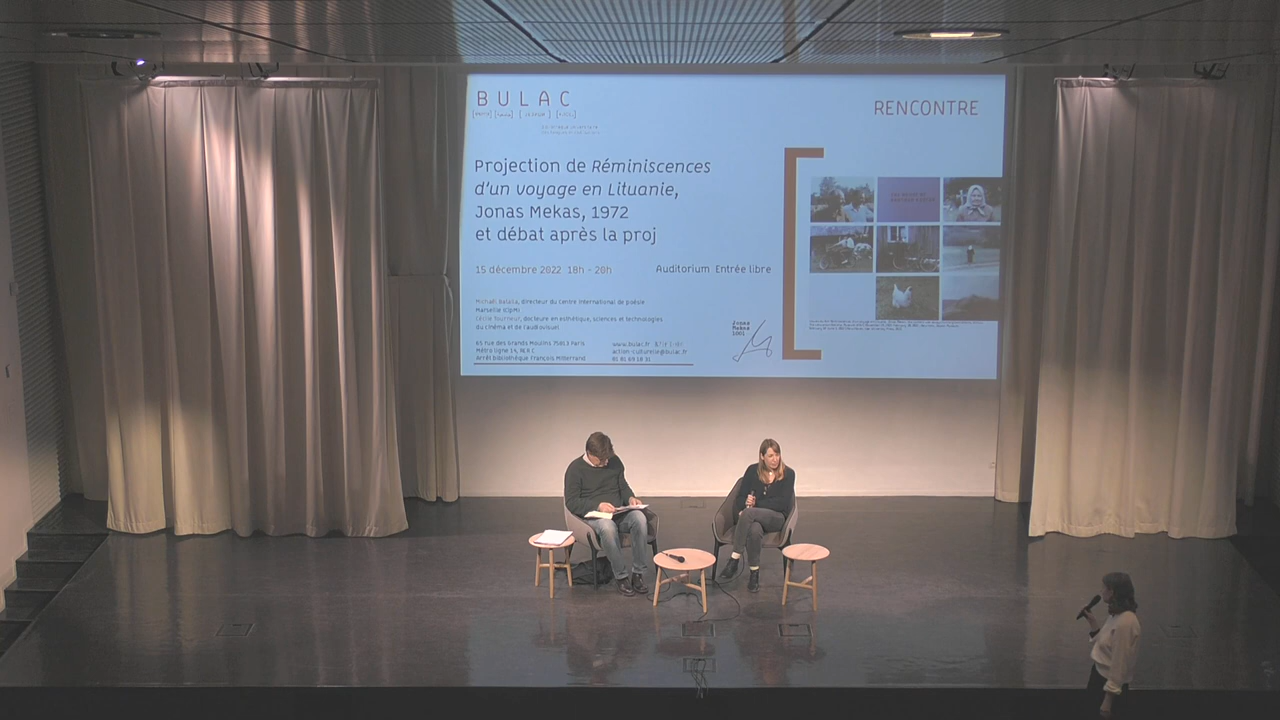 BULAC
RENCONTRE
Projection de Réminiscences
d'un voyage en Lituanie,
Jonas Mekas, 1972
et débat après la proj
15 décembre 2022 18h - 20h
Auditorium Entrée libre
directeur du Centre international de poésie
Marseille (CipM)
Cécile Tourneur, docteure en esthétique, sciences et technologies
du cinéma et de l'audiovisuel
65 rue des Grands Moulins 75013 Paris
Métro ligne 14, RER C
Arrêt Bibliothèque François Mitterrand
www.bulac.fr
action-culturelle@bulac.fr
01 81 69 18 31
Jonas
Mekas
100!